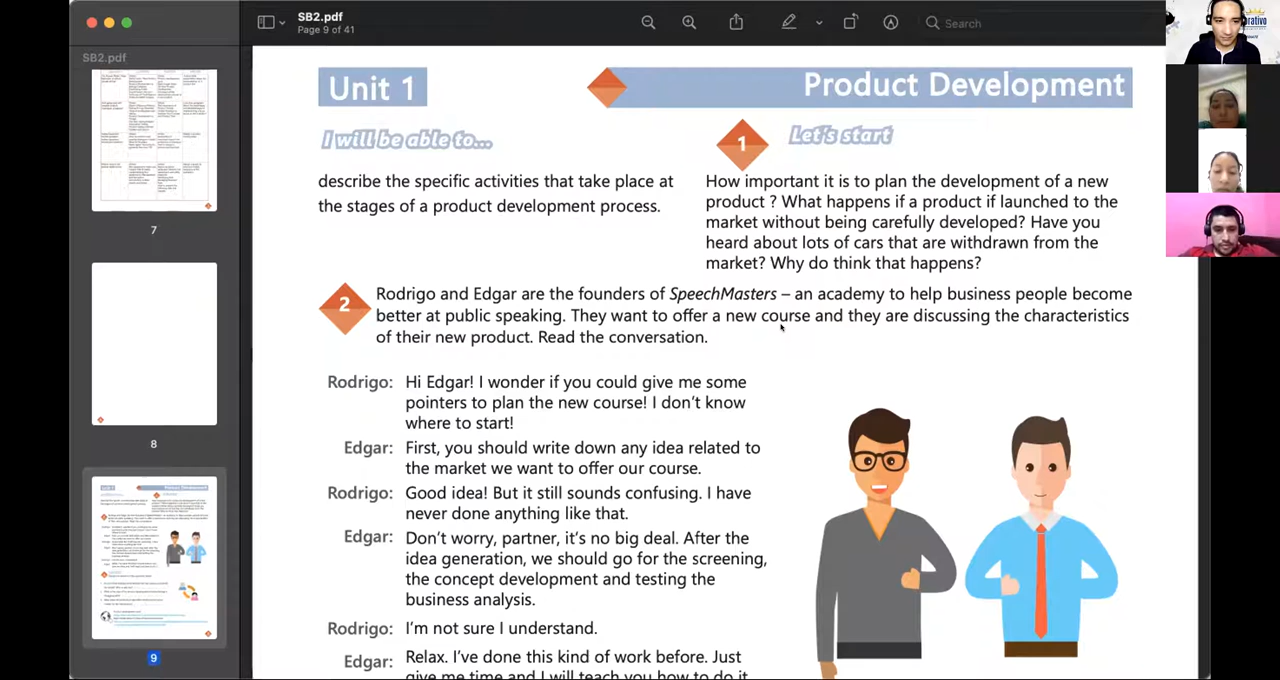 SB2.pdf
Page 9 of 41
Search
SB2.pdf
7
8
9
Unit 1
Product Development
I will be able to...
describe the specific activities that take place at
the stages of a product development process.
1
Let's start
How important it is to plan the development of a new
product ? What happens if a product if launched to the
market without being carefully developed? Have you
heard about lots of cars that are withdrawn from the
market? Why do think that happens?
2
Rodrigo and Edgar are the founders of SpeechMasters – an academy to help business people become
better at public speaking. They want to offer a new course and they are discussing the characteristics
of their new product. Read the conversation.
Rodrigo: Hi Edgar! I wonder if you could give me some
pointers to plan the new course! I don't know
where to start!
Edgar: First, you should write down any idea related to
the market we want to offer our course.
Rodrigo: Good idea! But it still sounds confusing. I have
never done anything like that.
Edgar: Don't worry, partner, it's no big deal. After the
idea generation, we should go for the screening,
the concept development and testing the
business analysis.
Rodrigo: I'm not sure I understand.
Edgar: Relax. I've done this kind of work before. Just
give me time and I will teach you how to do it